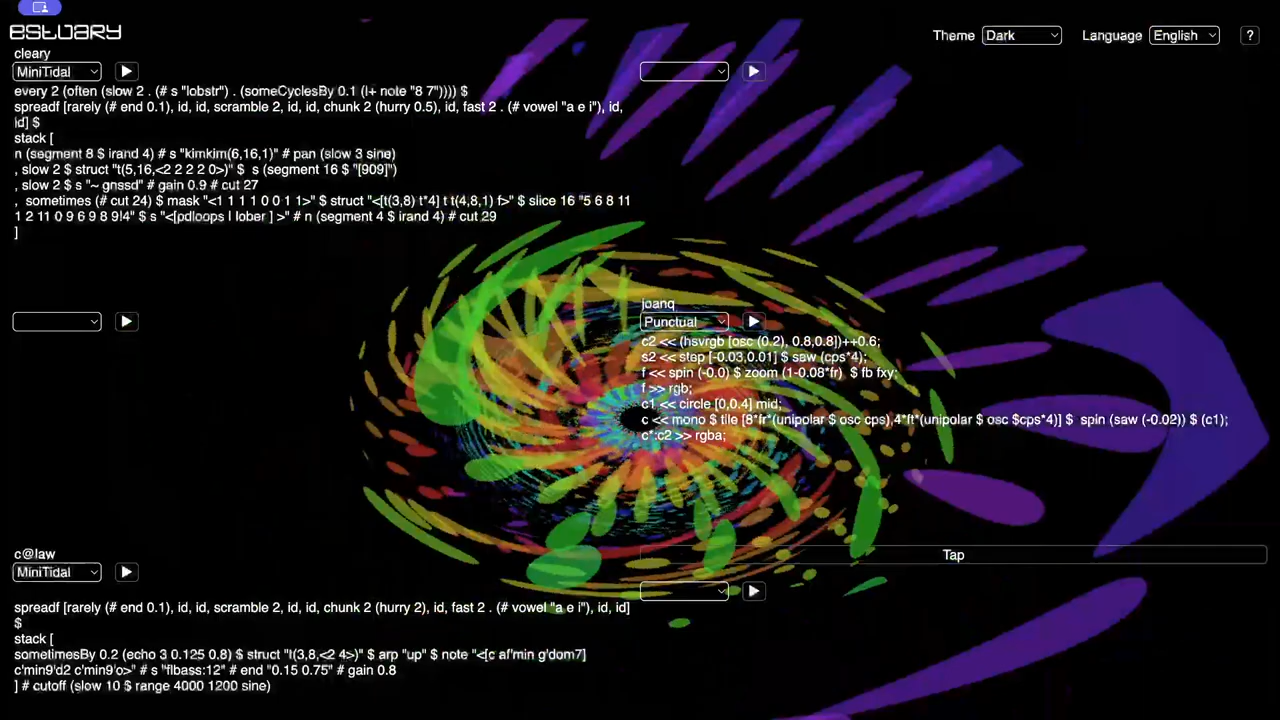 estuary
Theme Dark Language English ?
cleary
MiniTidal
every 2 (often (slow 2 . (# s "lobstr") . (someCyclesBy 0.1 (|+ note "8 7")))) $
spreadf [rarely (# end 0.1), id, id, scramble 2, id, id, chunk 2 (hurry 0.5), id, fast 2 . (# vowel "a e i"), id,
id] $
stack [
n (segment 8 $ irand 4) # s "kimkim(6,16,1)" # pan (slow 3 sine)
, slow 2 $ struct "t(5,16,<2 2 2 2 0>)" $ s (segment 16 $ "[909]")
, slow 2 $ s "~ gnssd" # gain 0.9 # cut 27
, sometimes (# cut 24) $ mask "<1 1 1 1 0 0 1 1>" $ struct "<[t(3,8) t*4] t t(4,8,1) f>" $ slice 16 "5 6 8 11
1 2 11 0 9 6 9 8 9!4" $ s "<[pdloops | lober ] >" # n (segment 4 $ irand 4) # cut 29
]
joanq
Punctual
c2 << (hsvrgb [osc (0.2), 0.8,0.8])++0.6;
s2 << step [-0.03,0.01] $ saw (cps*4);
f << spin (-0.0) $ zoom (1-0.08*fr) $ fb fxy;
f >> rgb;
c1 << circle [0,0.4] mid;
c << mono $ tile [8*fr*(unipolar $ osc cps),4*ft*(unipolar $ osc $cps*4)] $ spin (saw (-0.02)) $ (c1);
c*:c2 >> rgba;
Tap
c@law
MiniTidal
spreadf [rarely (# end 0.1), id, id, scramble 2, id, id, chunk 2 (hurry 2), id, fast 2 . (# vowel "a e i"), id, id]
$
stack [
sometimesBy 0.2 (echo 3 0.125 0.8) $ struct "t(3,8,<2 4>)" $ arp "up" $ note "<[c af'min g'dom7]
c'min9'd2 c'min9'o>" # s "flbass:12" # end "0.15 0.75" # gain 0.8
] # cutoff (slow 10 $ range 4000 1200 sine)